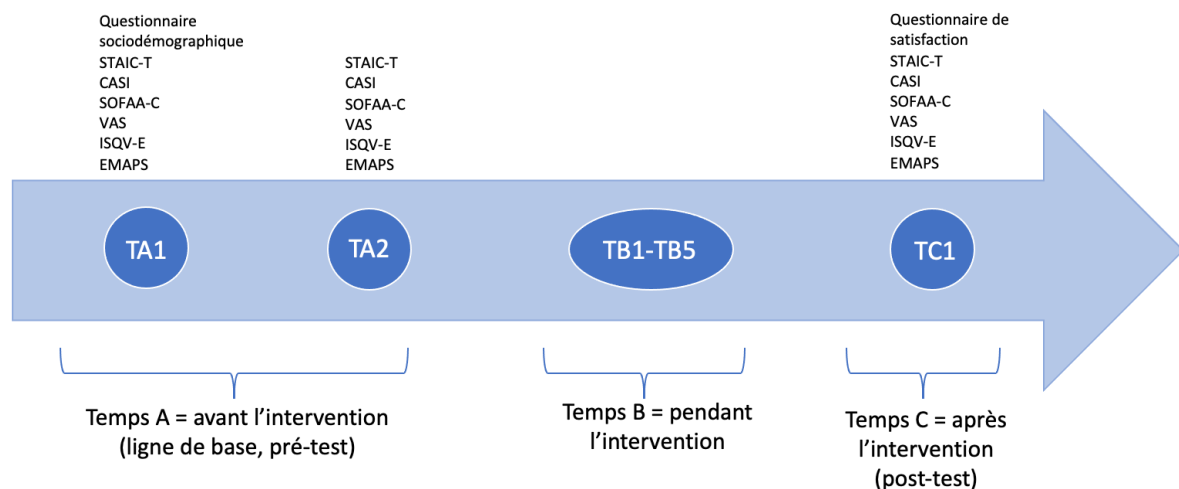 Questionnaire
sociodémographique
STAIC-T
CASI
SOFAA-C
VAS
ISQV-E
EMAPS
STAIC-T
CASI
SOFAA-C
VAS
ISQV-E
EMAPS
Questionnaire de
satisfaction
STAIC-T
CASI
SOFAA-C
VAS
ISQV-E
EMAPS
TA1
TA2
TB1-TB5
TC1
Temps A = avant l’intervention
(ligne de base, pré-test)
Temps B = pendant
l’intervention
Temps C = après
l’intervention
(post-test)